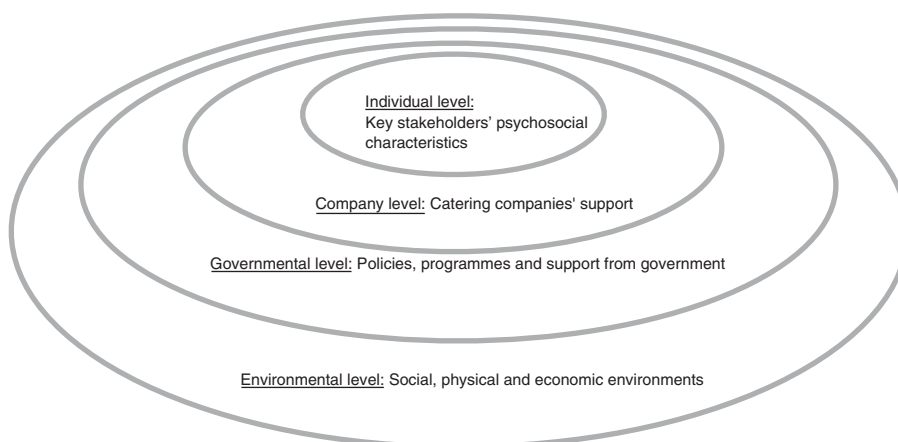 Individual level:
Key stakeholders’ psychosocial
characteristics
Company level: Catering companies' support
Governmental level: Policies, programmes and support from government
Environmental level: Social, physical and economic environments